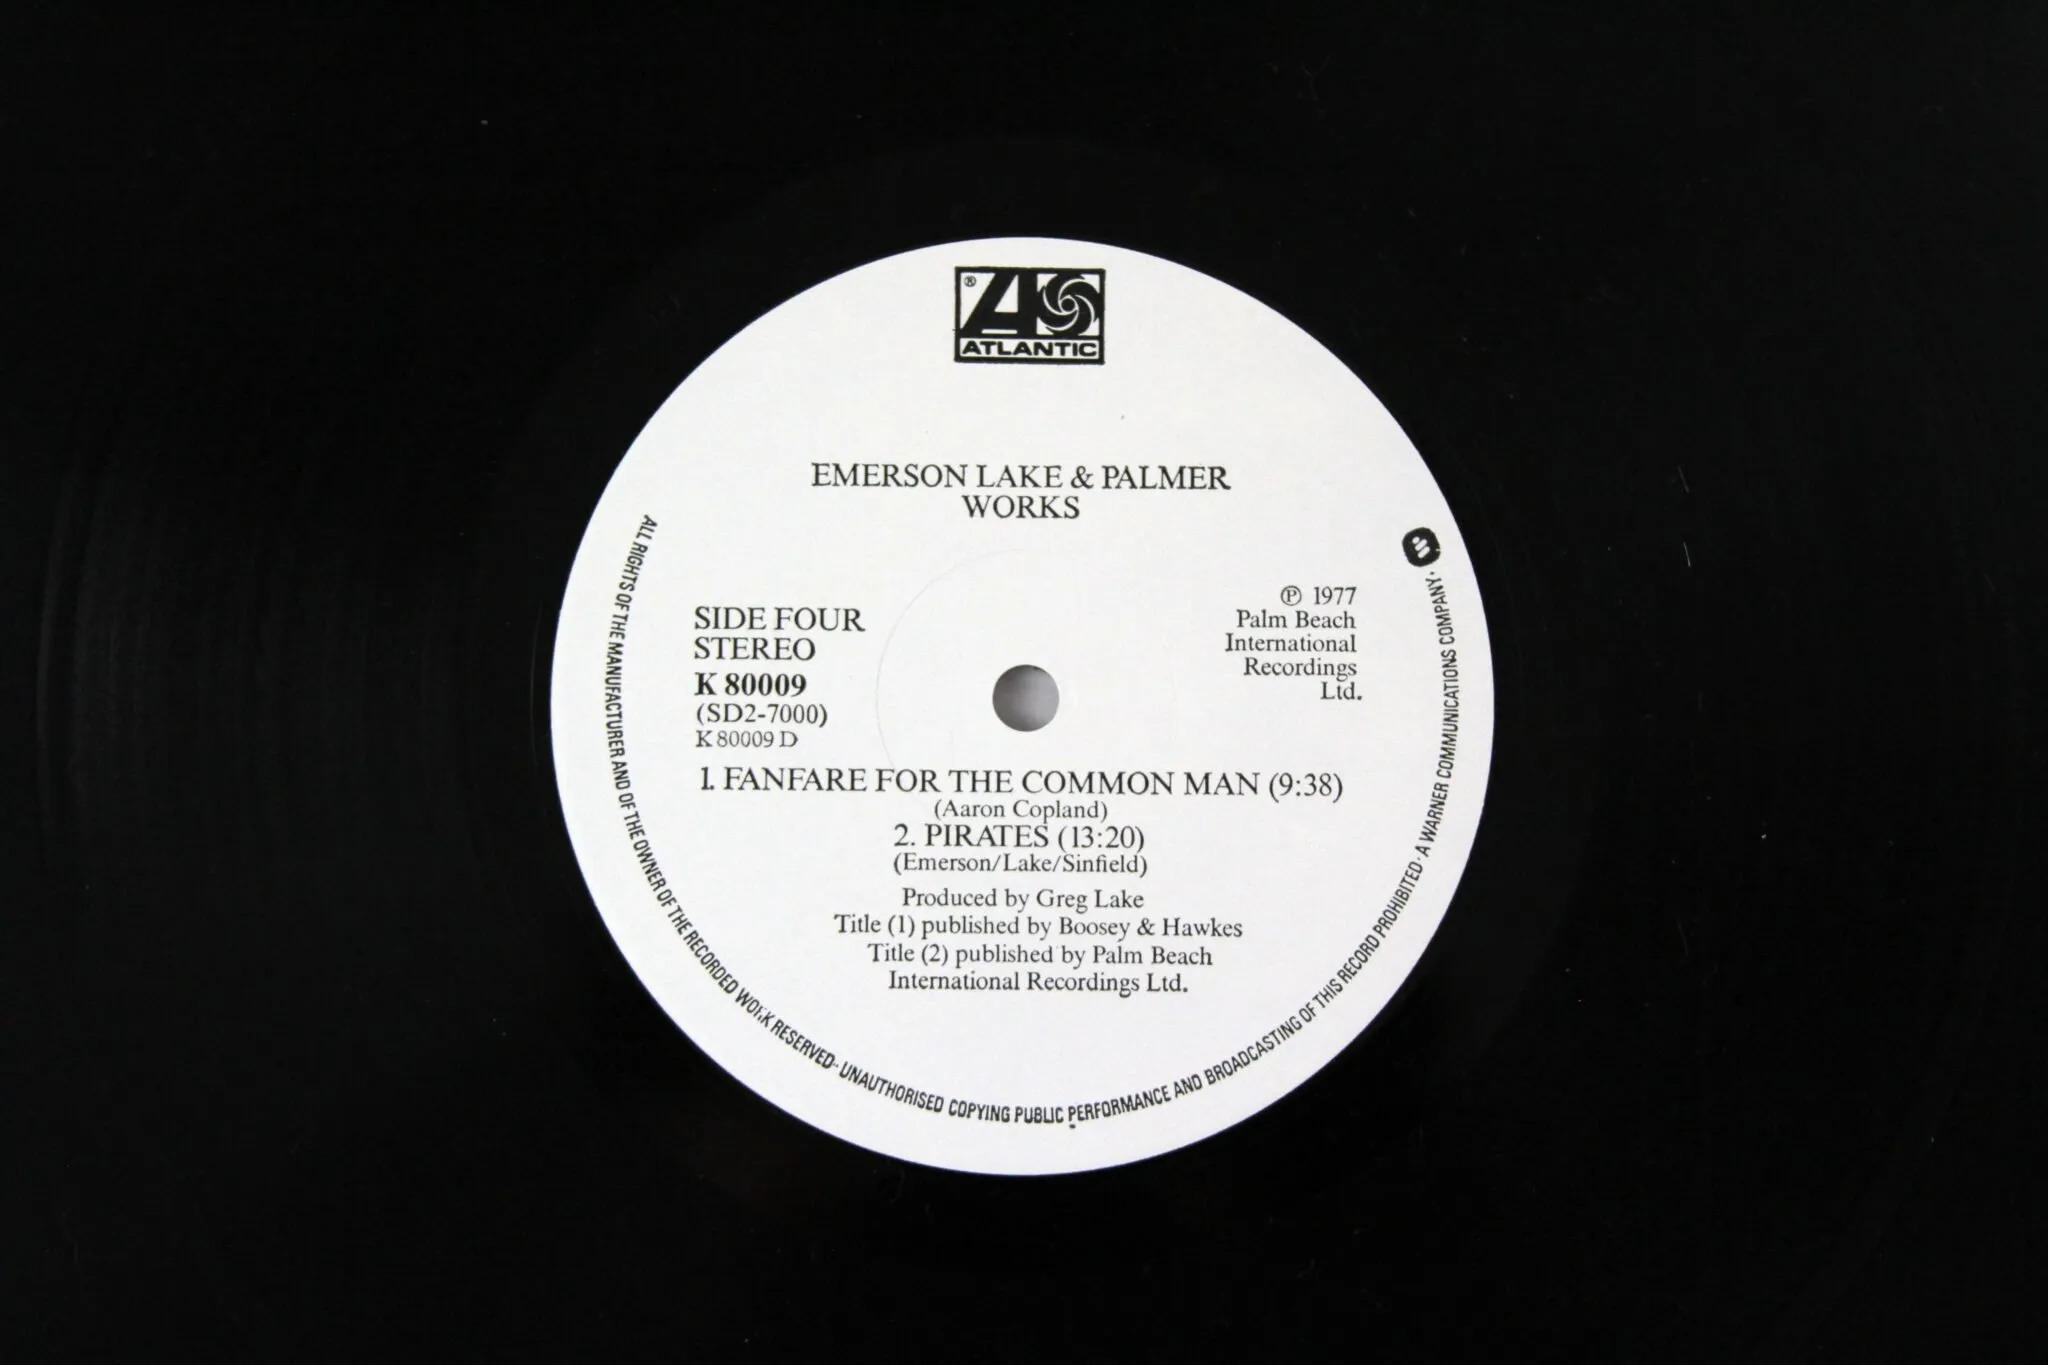 ®
ATLANTIC
EMERSON LAKE & PALMER
WORKS
SIDE FOUR
STEREO
K 80009
(SD2-7000)
K 80009 D
℗ 1977
Palm Beach
International
Recordings
Ltd.
1. FANFARE FOR THE COMMON MAN (9:38)
(Aaron Copland)
2. PIRATES (13:20)
(Emerson/Lake/Sinfield)
Produced by Greg Lake
Title (1) published by Boosey & Hawkes
Title (2) published by Palm Beach
International Recordings Ltd.
ALL RIGHTS OF THE MANUFACTURER AND OF THE OWNER OF THE RECORDED WORK RESERVED · UNAUTHORISED COPYING PUBLIC PERFORMANCE AND BROADCASTING OF THIS RECORD PROHIBITED · A WARNER COMMUNICATIONS COMPANY ·